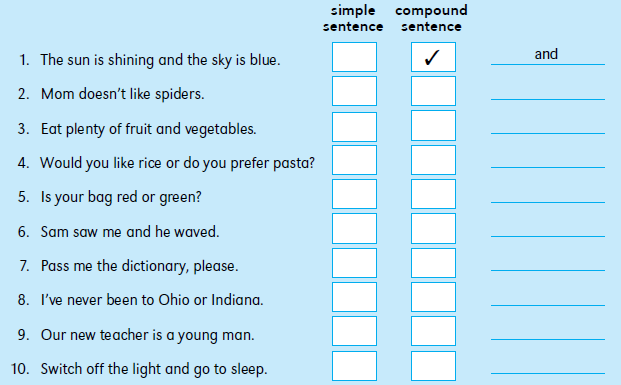 simple compound
sentence sentence
1. The sun is shining and the sky is blue. ✓ and
2. Mom doesn't like spiders.
3. Eat plenty of fruit and vegetables.
4. Would you like rice or do you prefer pasta?
5. Is your bag red or green?
6. Sam saw me and he waved.
7. Pass me the dictionary, please.
8. I've never been to Ohio or Indiana.
9. Our new teacher is a young man.
10. Switch off the light and go to sleep.